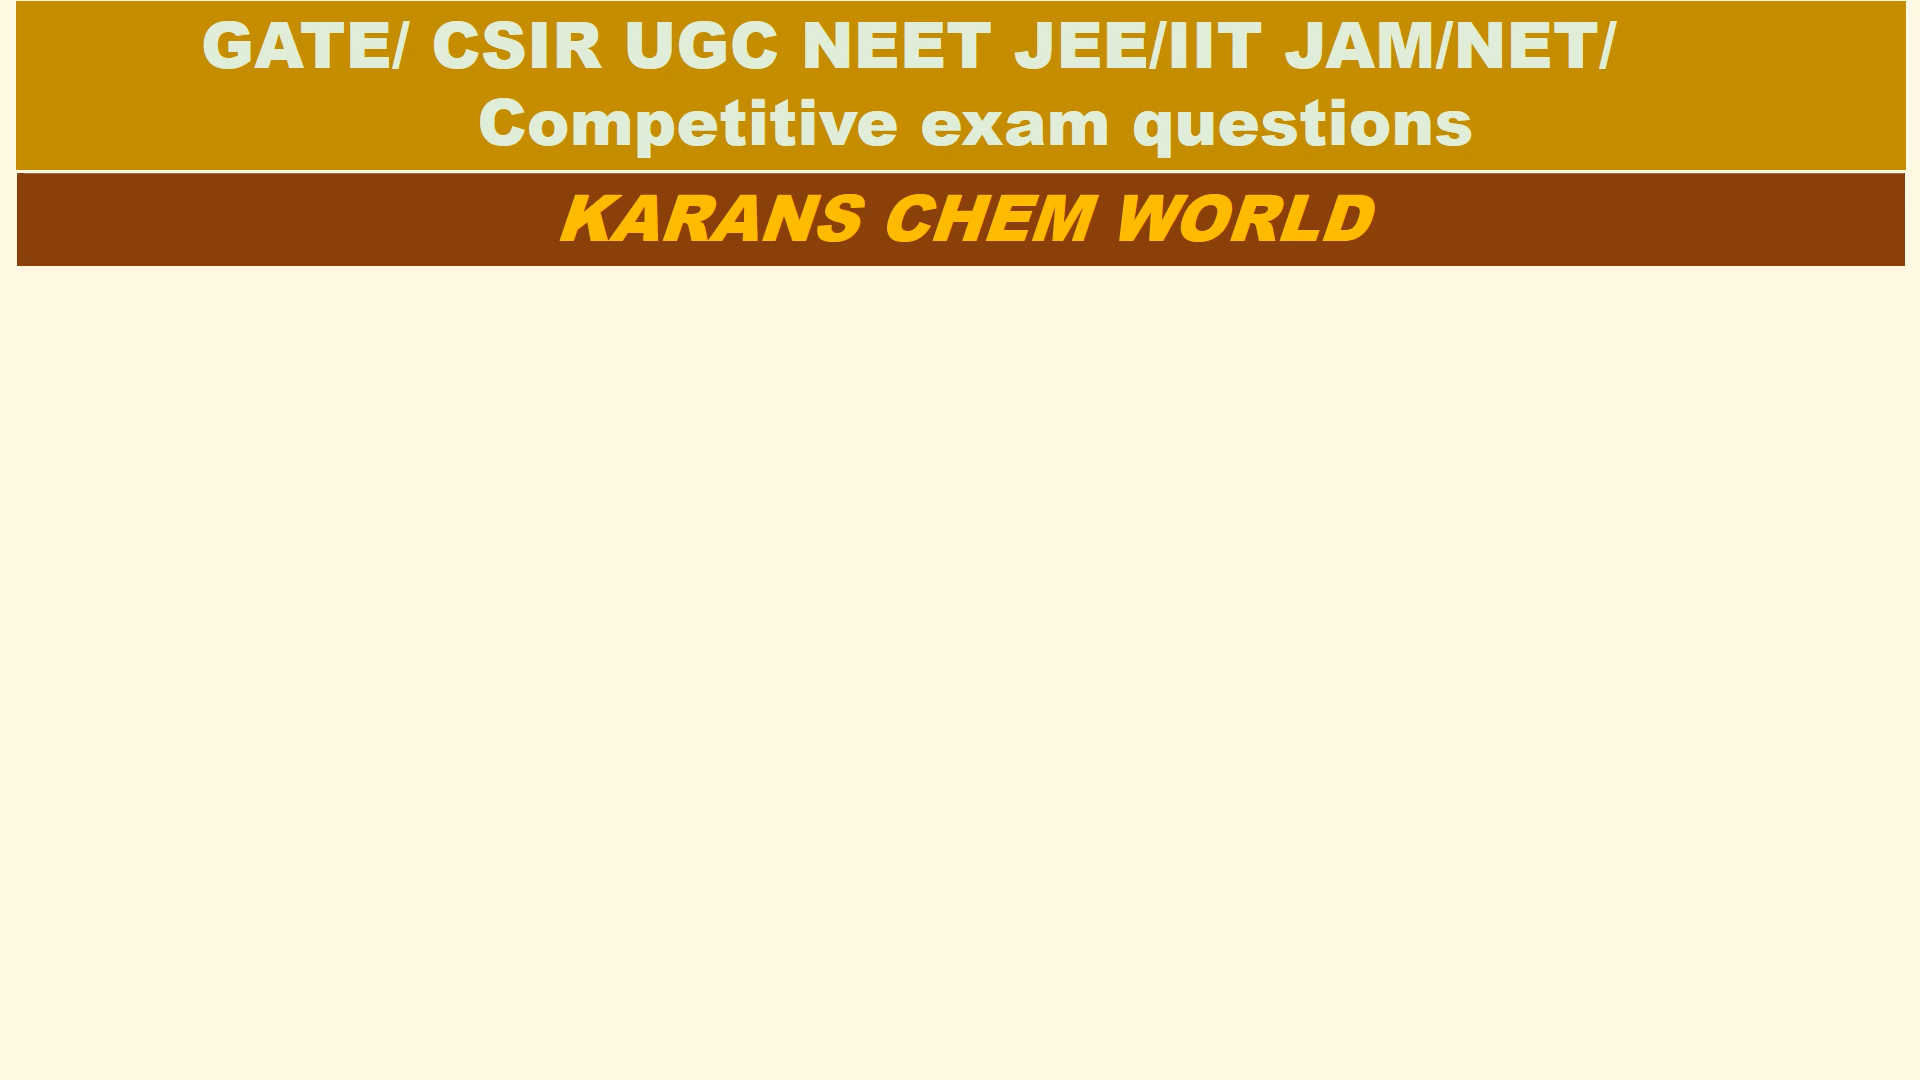 GATE/ CSIR UGC NEET JEE/IIT JAM/NET/
Competitive exam questions
KARANS CHEM WORLD